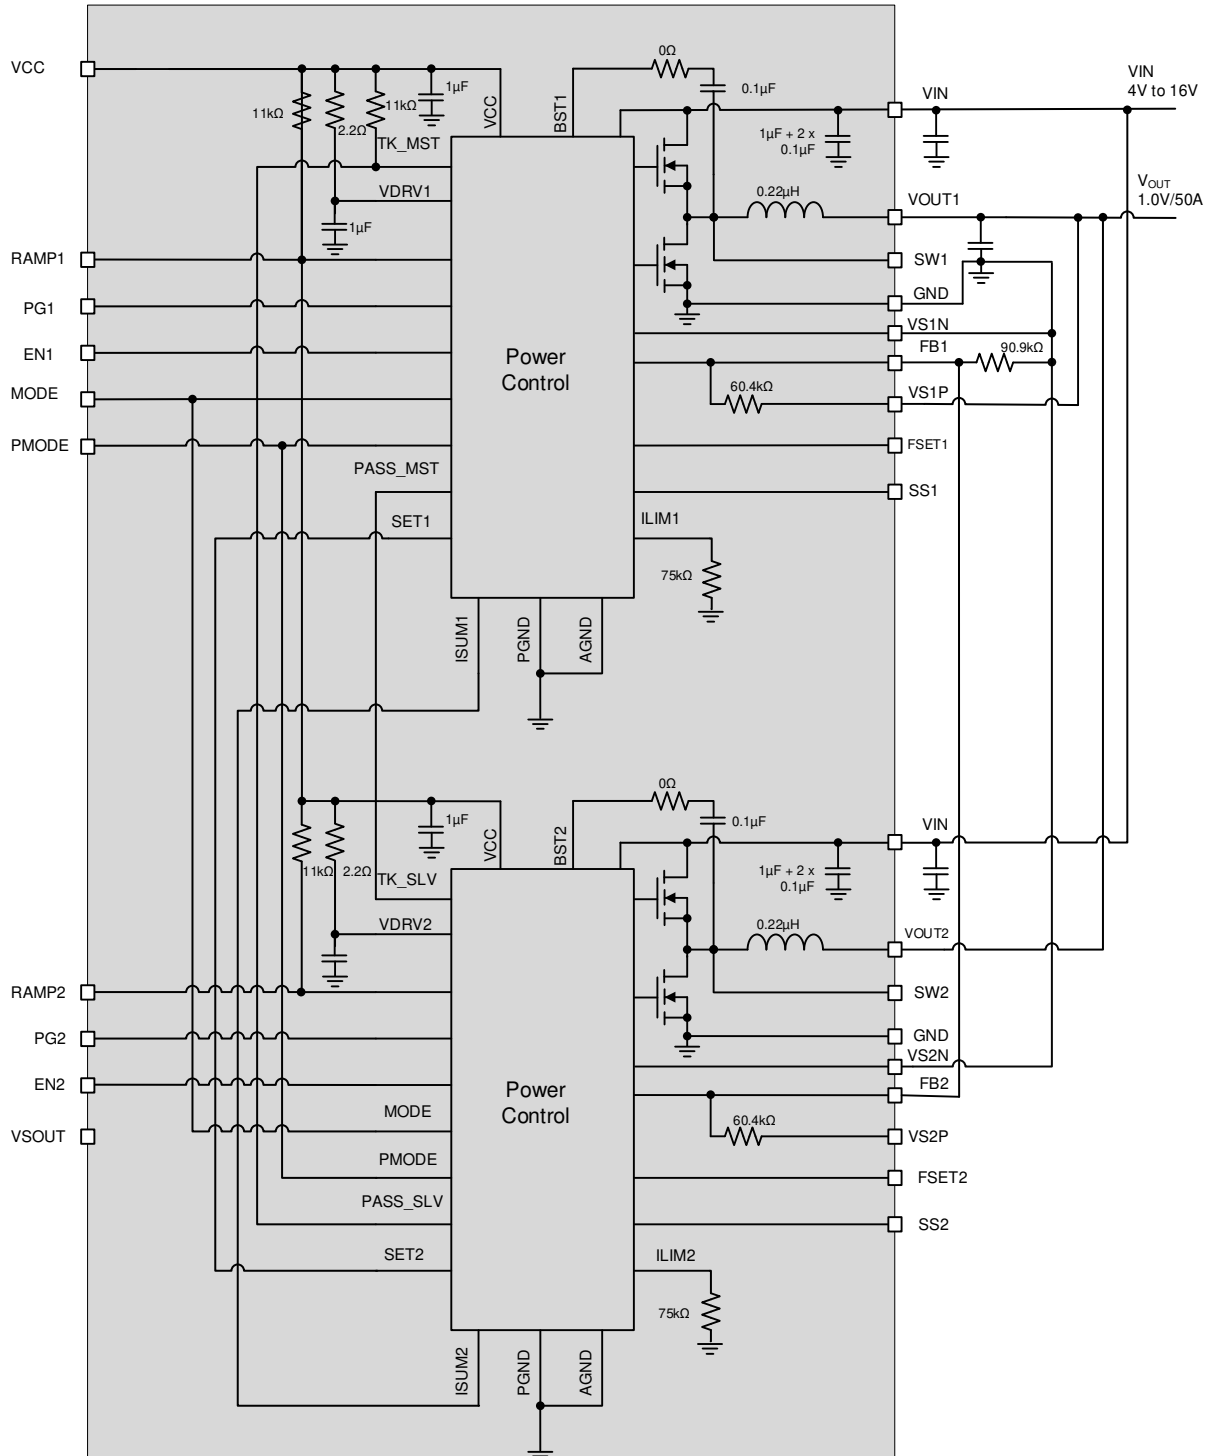 VCC
11kΩ
2.2Ω
11kΩ
1µF
VCC
BST1
0Ω
0.1µF
VIN
VIN
4V to 16V
TK_MST
1µF + 2 x
0.1µF
VDRV1
1µF
0.22µH
VOUT1
VOUT
1.0V/50A
RAMP1
SW1
GND
PG1
VS1N
EN1
Power
Control
FB1
90.9kΩ
MODE
60.4kΩ
VS1P
PMODE
FSET1
PASS_MST
SS1
SET1
ILIM1
75kΩ
ISUM1
PGND
AGND
0Ω
0.1µF
1µF
VCC
BST2
VIN
11kΩ
2.2Ω
TK_SLV
1µF + 2 x
0.1µF
VDRV2
0.22µH
VOUT2
RAMP2
SW2
PG2
GND
VS2N
EN2
Power
Control
FB2
MODE
60.4kΩ
VSOUT
VS2P
PMODE
FSET2
PASS_SLV
SS2
SET2
ILIM2
75kΩ
ISUM2
PGND
AGND